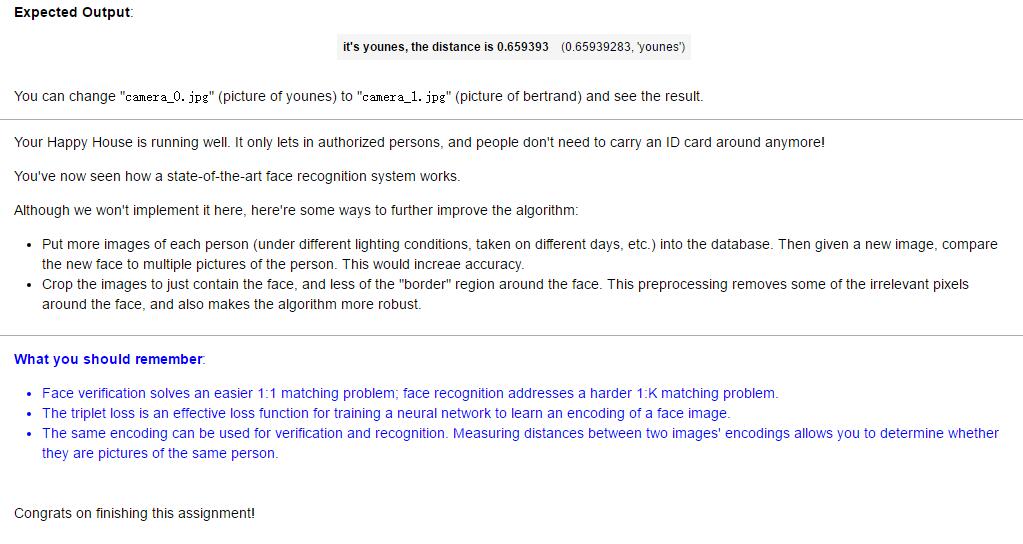 Expected Output:
it's younes, the distance is 0.659393 (0.65939283, 'younes')
You can change "camera_0.jpg" (picture of younes) to "camera_1.jpg" (picture of bertrand) and see the result.
Your Happy House is running well. It only lets in authorized persons, and people don't need to carry an ID card around anymore!
You've now seen how a state-of-the-art face recognition system works.
Although we won't implement it here, here're some ways to further improve the algorithm:
• Put more images of each person (under different lighting conditions, taken on different days, etc.) into the database. Then given a new image, compare
the new face to multiple pictures of the person. This would increae accuracy.
• Crop the images to just contain the face, and less of the "border" region around the face. This preprocessing removes some of the irrelevant pixels
around the face, and also makes the algorithm more robust.
What you should remember:
• Face verification solves an easier 1:1 matching problem; face recognition addresses a harder 1:K matching problem.
• The triplet loss is an effective loss function for training a neural network to learn an encoding of a face image.
• The same encoding can be used for verification and recognition. Measuring distances between two images' encodings allows you to determine whether
they are pictures of the same person.
Congrats on finishing this assignment!